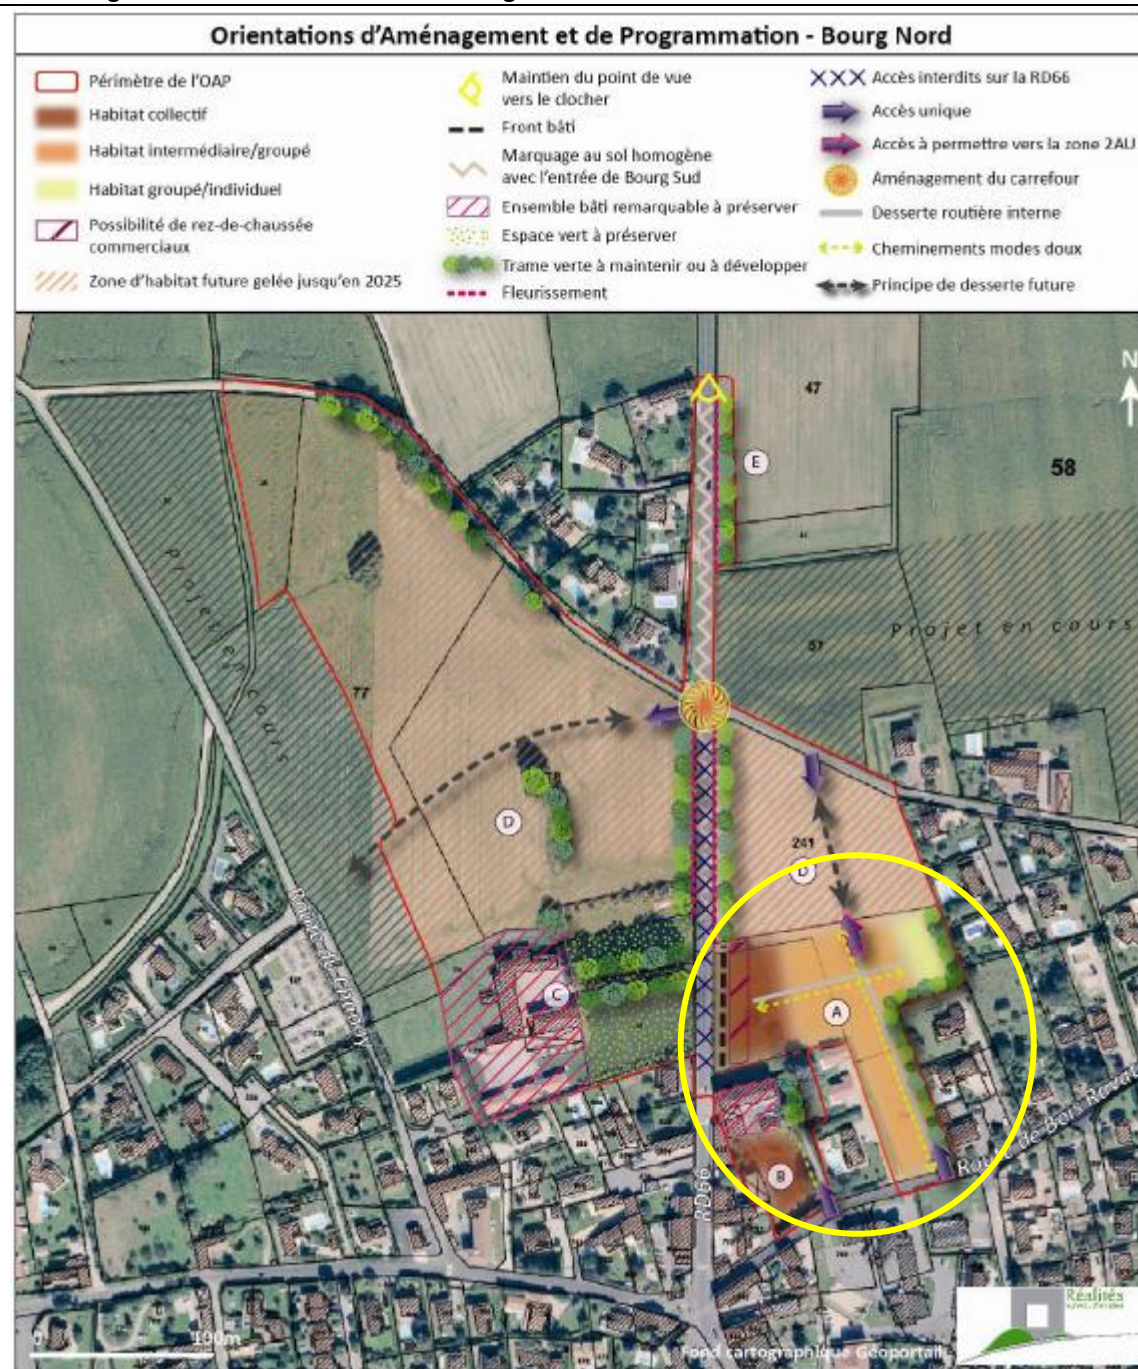 Orientations d'Aménagement et de Programmation - Bourg Nord
Périmètre de l'OAP
Habitat collectif
Habitat intermédiaire/groupé
Habitat groupé/individuel
Possibilité de rez-de-chaussée
commerciaux
Zone d'habitat future gelée jusqu'en 2025
Maintien du point de vue
vers le clocher
Front bâti
Marquage au sol homogène
avec l'entrée de Bourg Sud
Ensemble bâti remarquable à préserver
Espace vert à préserver
Trame verte à maintenir ou à développer
Fleurissement
Accès interdits sur la RD66
Accès unique
Accès à permettre vers la zone 2AU
Aménagement du carrefour
Desserte routière interne
Cheminements modes doux
Principe de desserte future
N
47
E
58
Projet en cours
Projet en cours
57
77
D
241
D
C
A
B
RD66
Route de Bois
0 100m
Réalités
Fond cartographique Géoportail